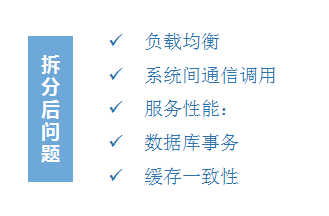 拆分后问题
负载均衡
系统间通信调用
服务性能：
数据库事务
缓存一致性